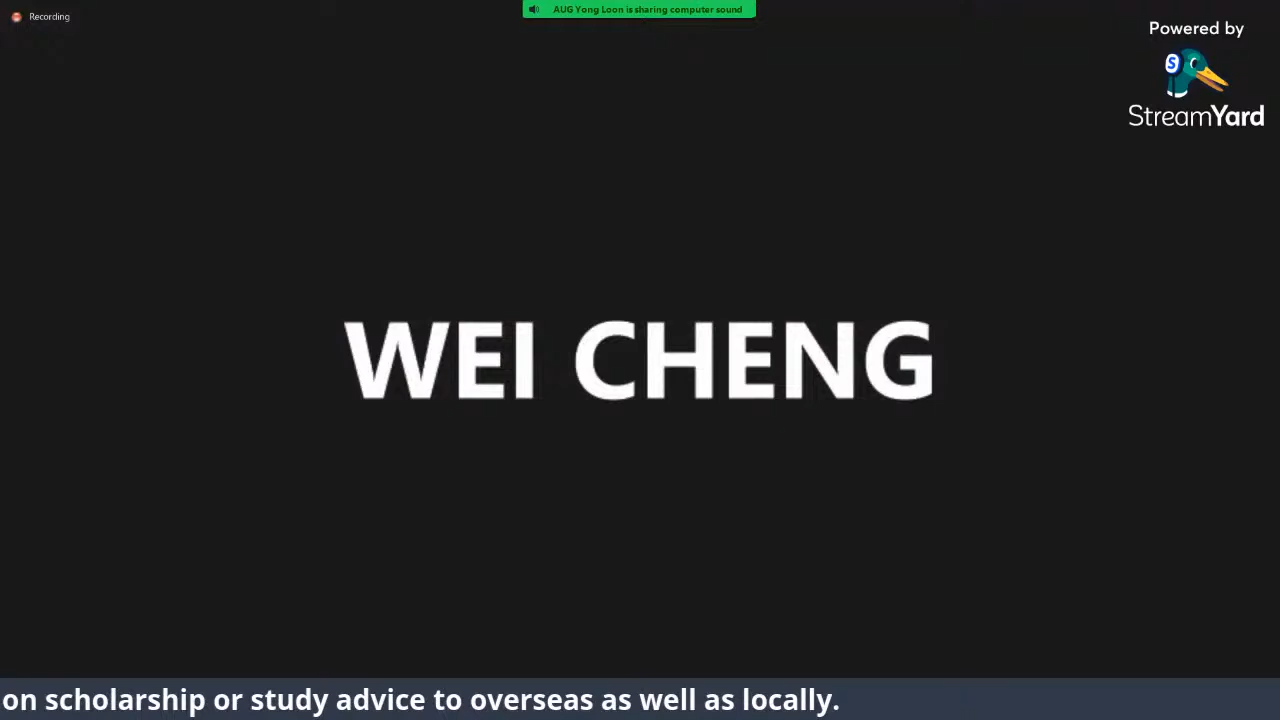 Recording
AUG Yong Loon is sharing computer sound
Powered by
S
StreamYard
WEI CHENG
on scholarship or study advice to overseas as well as locally.